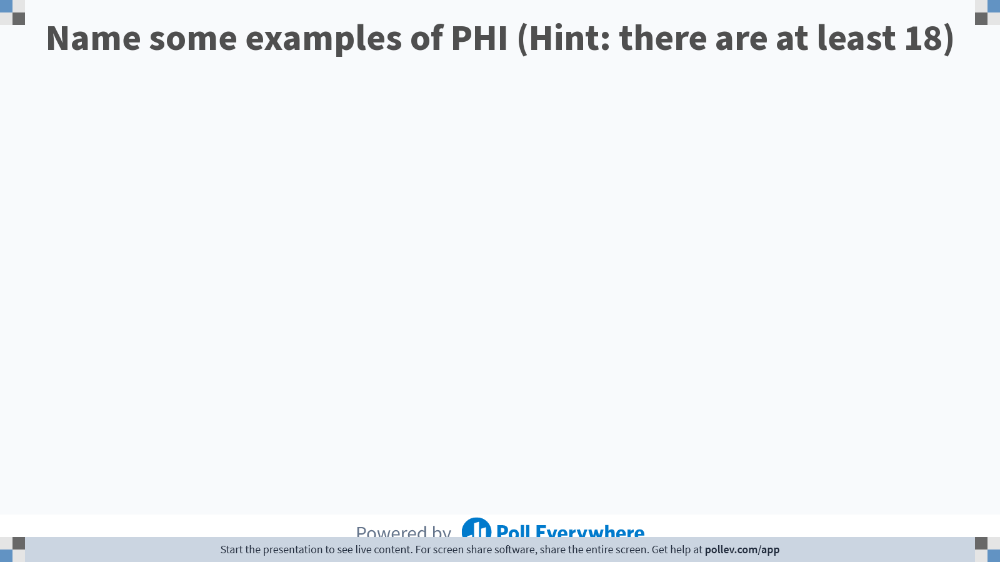 Name some examples of PHI (Hint: there are at least 18)
Powered by Poll Everywhere
Start the presentation to see live content. For screen share software, share the entire screen. Get help at pollev.com/app